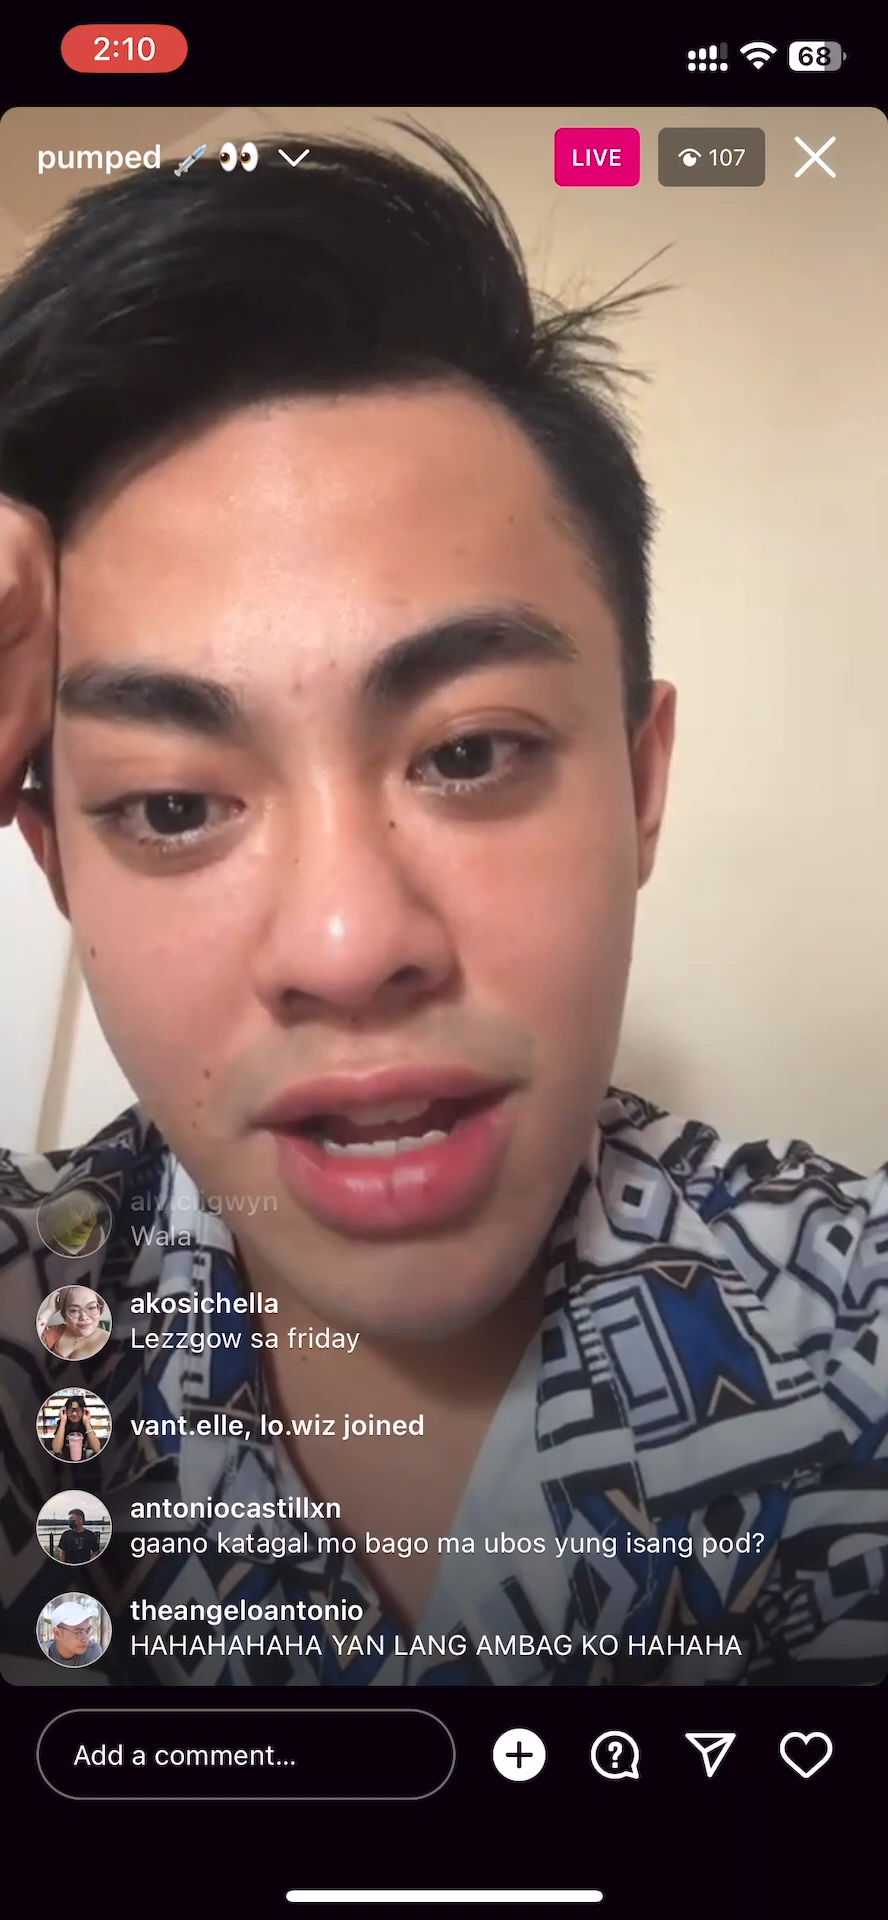 2:10
68
pumped 💉 👀
LIVE
107
Wala
akosichella
Lezzgow sa friday
vant.elle, lo.wiz joined
antoniocastillxn
gaano katagal mo bago ma ubos yung isang pod?
theangeloantonio
HAHAHAHAHA YAN LANG AMBAG KO HAHAHA
Add a comment...